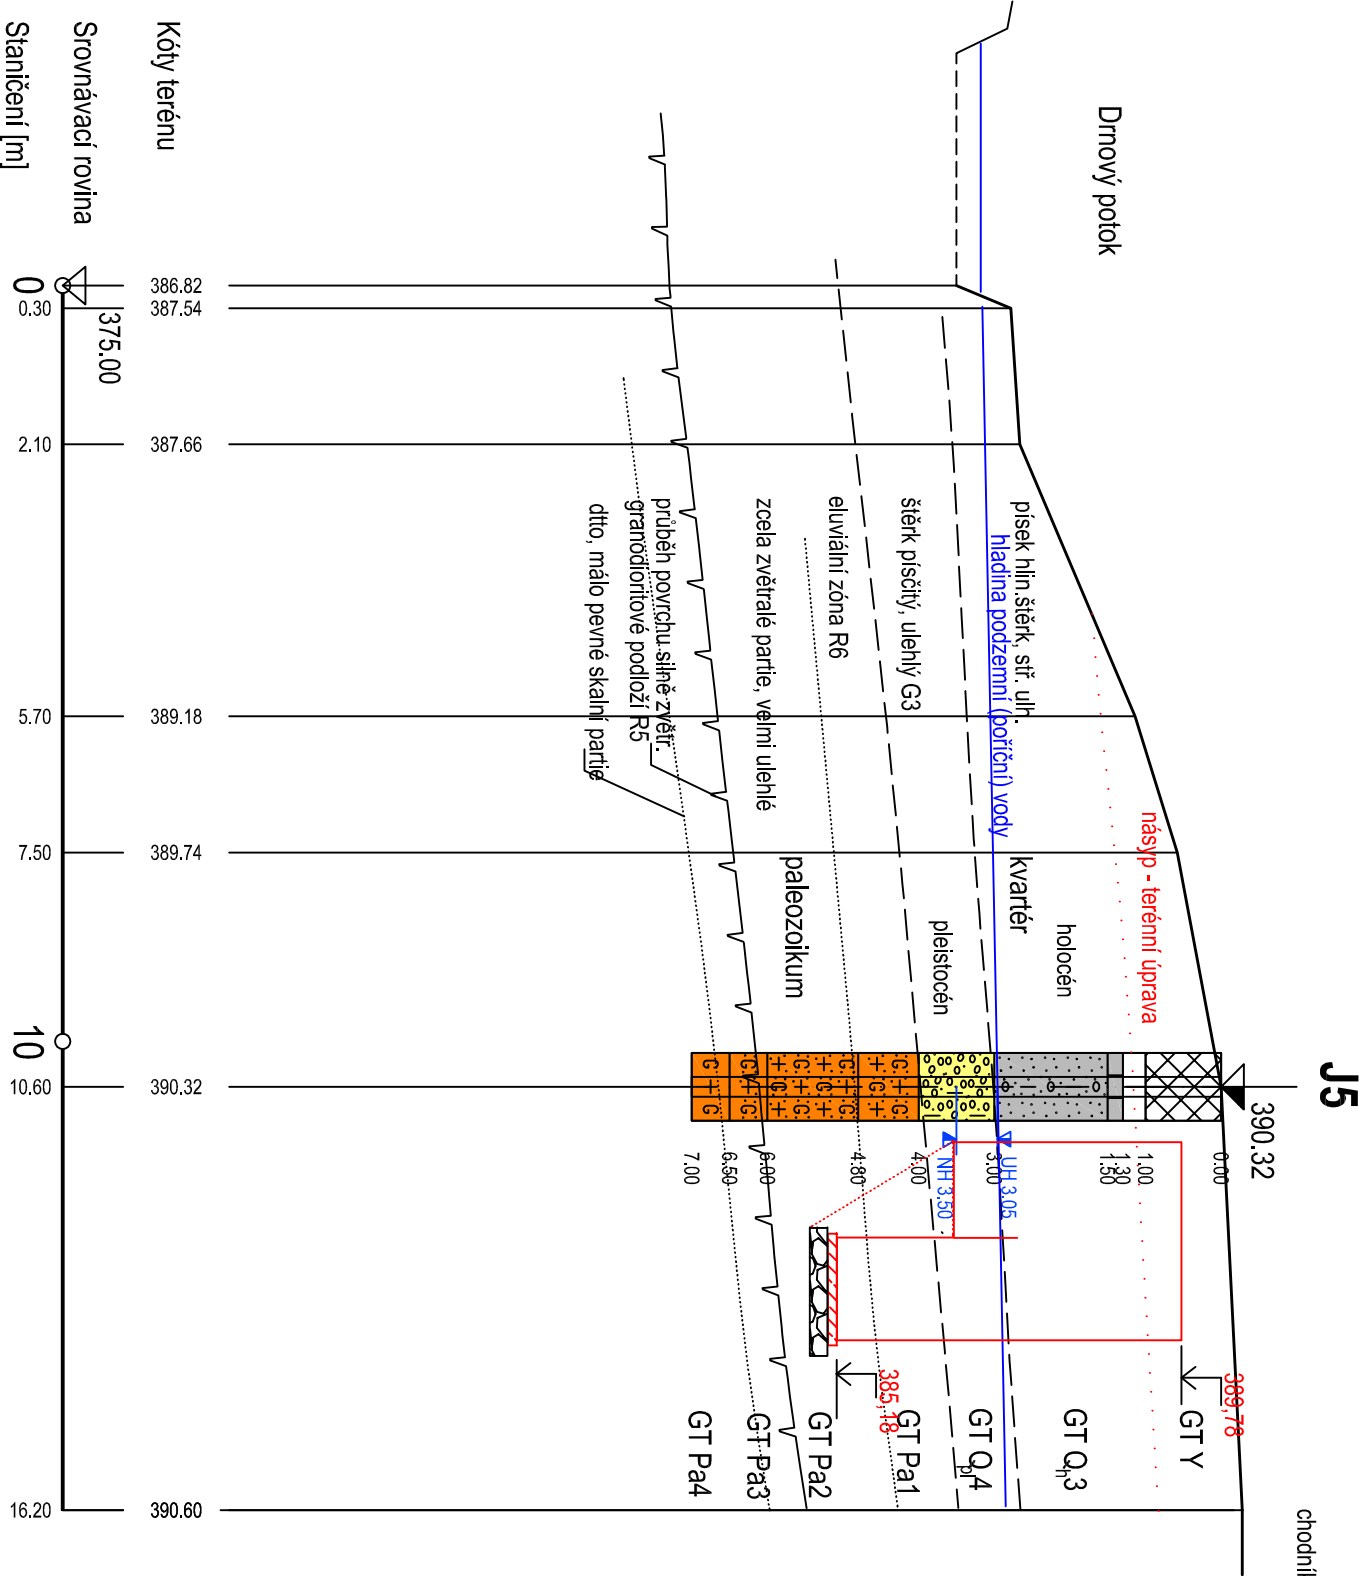 J5
390.32
chodník
Drnový potok
násyp - terénní úprava
holocén
kvartér
písek hlin.štěrk, stř. ulh.
hladina podzemní (poříční) vody
pleistocén
štěrk písčitý, ulehlý G3
eluviální zóna R6
paleozoikum
zcela zvětralé partie, velmi ulehlé
průběh povrchu silně zvětr.
granodioritové podloží R5
dtto, málo pevné skalní partie
0.00
1.00
1.30
1.50
3.00
4.00
4.80
6.00
6.50
7.00
UH 3.05
NH 3.50
389,78
385,18
GT Y
GT Qh3
GT Qpl4
GT Pa1
GT Pa2
GT Pa3
GT Pa4
Kóty terénu
386.82
387.54
387.66
389.18
389.74
390.32
390.60
Srovnávací rovina
375.00
Staničení [m]
0
0.30
2.10
5.70
7.50
10
10.60
16.20